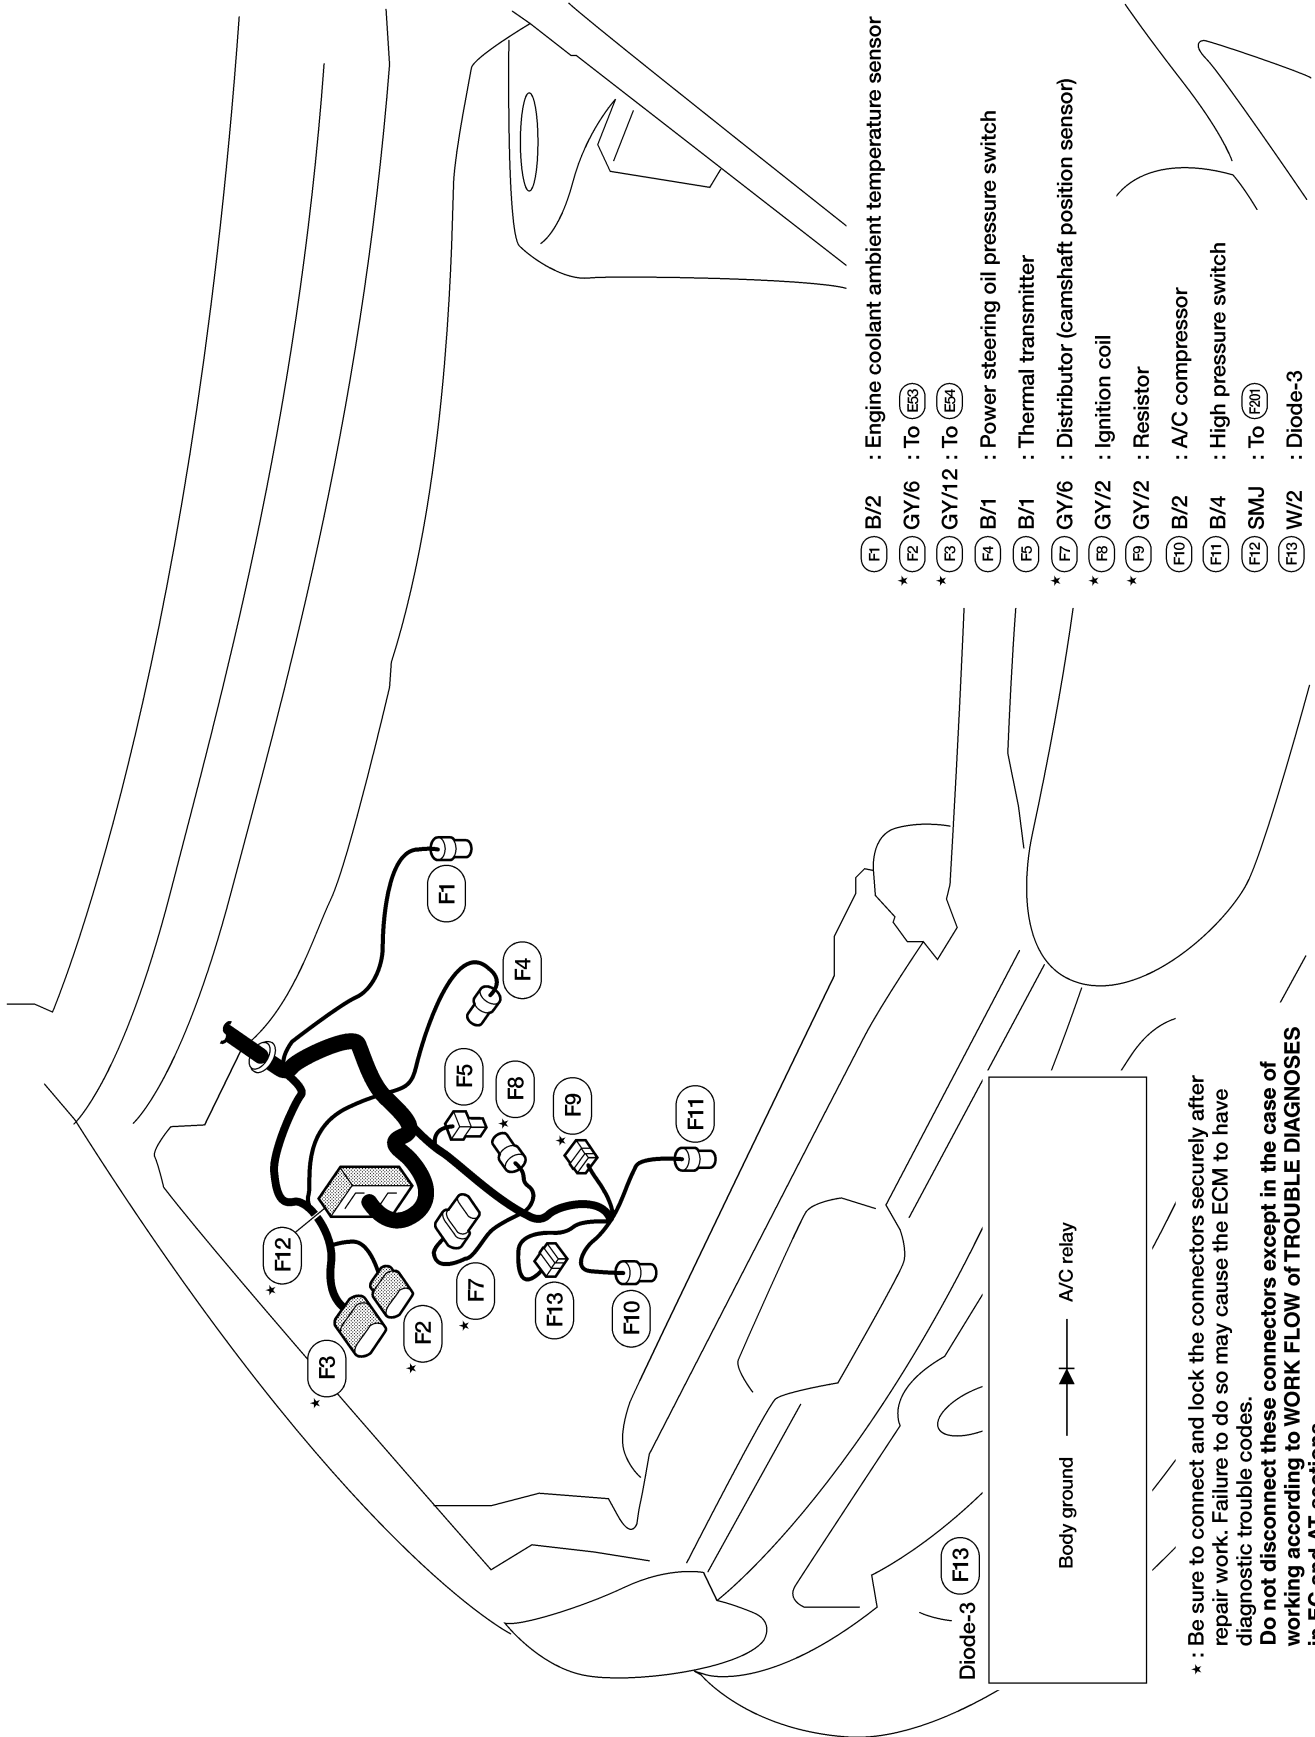 F1
F4
F5
★ F8
★ F9
F11
★ F12
★ F7
F13
F10
★ F3
★ F2
F1 B/2 : Engine coolant ambient temperature sensor
★ F2 GY/6 : To E53
★ F3 GY/12 : To E54
F4 B/1 : Power steering oil pressure switch
F5 B/1 : Thermal transmitter
★ F7 GY/6 : Distributor (camshaft position sensor)
★ F8 GY/2 : Ignition coil
★ F9 GY/2 : Resistor
F10 B/2 : A/C compressor
F11 B/4 : High pressure switch
F12 SMJ : To F201
F13 W/2 : Diode-3
Diode-3 F13
Body ground A/C relay
★ : Be sure to connect and lock the connectors securely after
repair work. Failure to do so may cause the ECM to have
diagnostic trouble codes.
Do not disconnect these connectors except in the case of
working according to WORK FLOW of TROUBLE DIAGNOSES
in EC and AT sections